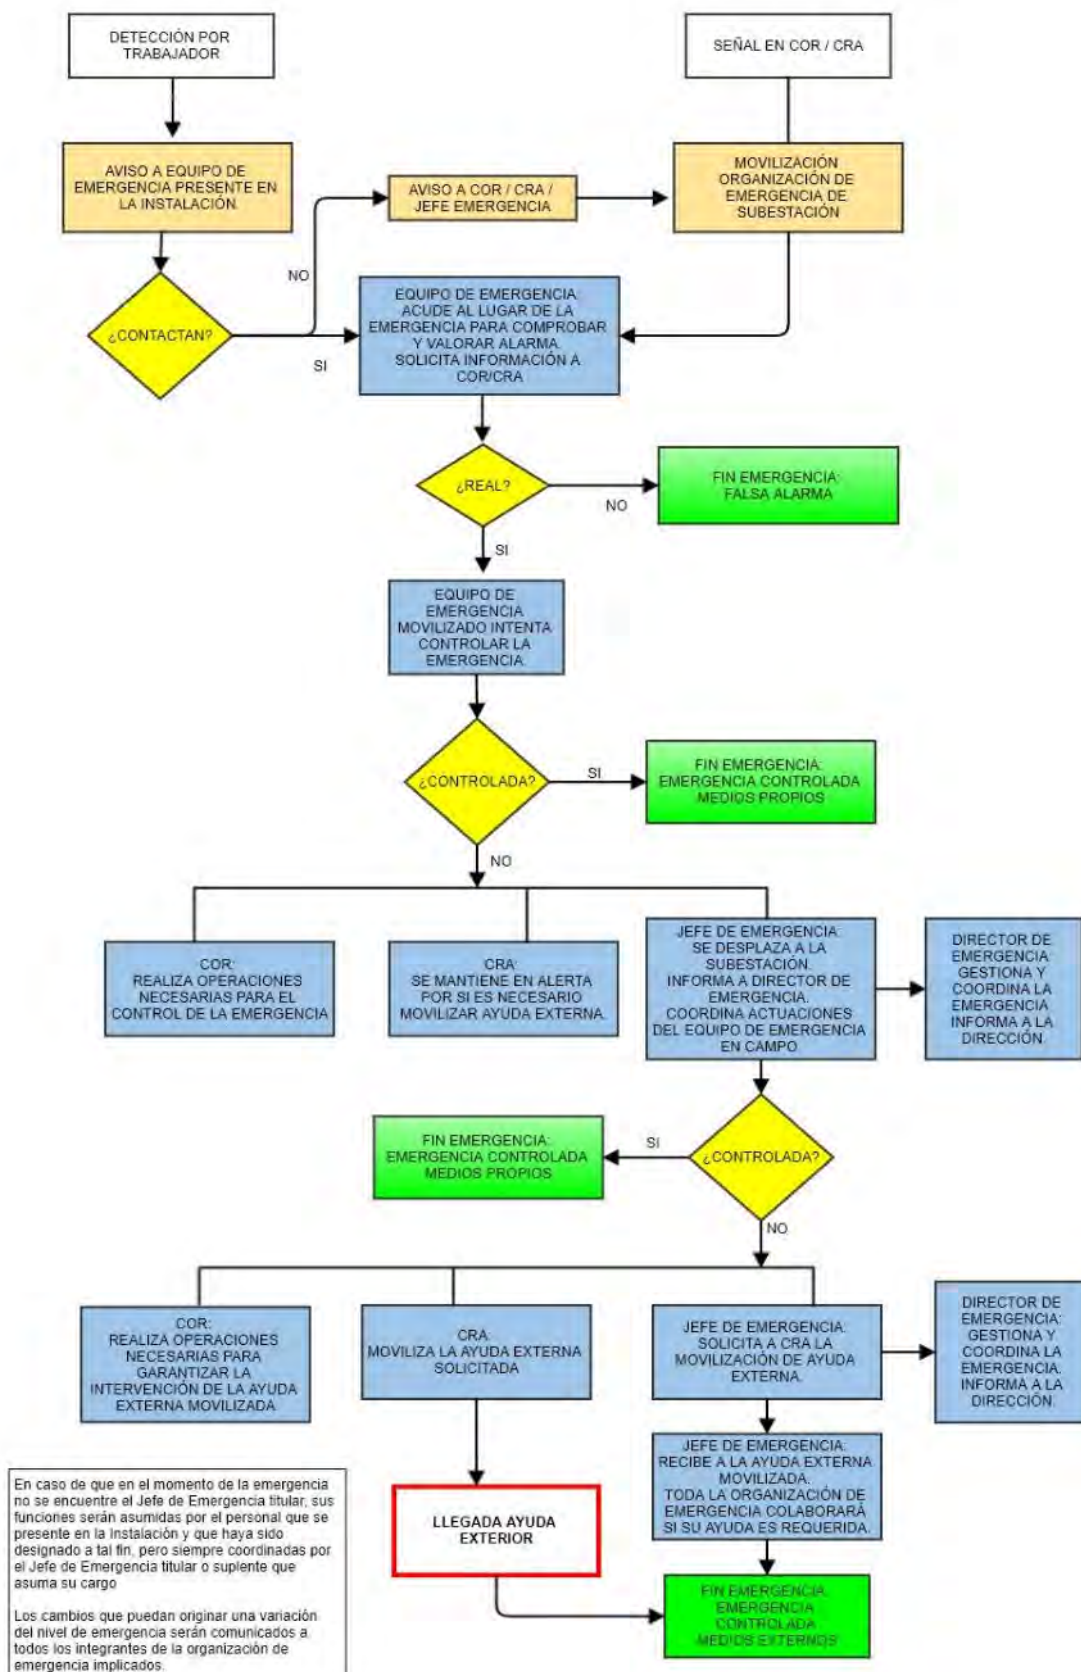 DETECCIÓN POR
TRABAJADOR
SEÑAL EN COR / CRA
AVISO A EQUIPO DE
EMERGENCIA PRESENTE EN
LA INSTALACIÓN
AVISO A COR / CRA /
JEFE EMERGENCIA
MOVILIZACIÓN
ORGANIZACIÓN DE
EMERGENCIA DE
SUBESTACIÓN
NO
¿CONTACTAN?
SI
EQUIPO DE EMERGENCIA:
ACUDE AL LUGAR DE LA
EMERGENCIA PARA COMPROBAR
Y VALORAR ALARMA.
SOLICITA INFORMACIÓN A
COR/CRA
¿REAL?
NO
FIN EMERGENCIA:
FALSA ALARMA
SI
EQUIPO DE
EMERGENCIA
MOVILIZADO INTENTA
CONTROLAR LA
EMERGENCIA.
¿CONTROLADA?
SI
FIN EMERGENCIA:
EMERGENCIA CONTROLADA
MEDIOS PROPIOS
NO
COR:
REALIZA OPERACIONES
NECESARIAS PARA EL
CONTROL DE LA EMERGENCIA
CRA:
SE MANTIENE EN ALERTA
POR SI ES NECESARIO
MOVILIZAR AYUDA EXTERNA.
JEFE DE EMERGENCIA:
SE DESPLAZA A LA
SUBESTACIÓN.
INFORMA A DIRECTOR DE
EMERGENCIA.
COORDINA ACTUACIONES
DEL EQUIPO DE EMERGENCIA
EN CAMPO
DIRECTOR DE
EMERGENCIA:
GESTIONA Y
COORDINA LA
EMERGENCIA.
INFORMA A LA
DIRECCIÓN.
FIN EMERGENCIA:
EMERGENCIA CONTROLADA
MEDIOS PROPIOS
SI
¿CONTROLADA?
NO
COR:
REALIZA OPERACIONES
NECESARIAS PARA
GARANTIZAR LA
INTERVENCIÓN DE LA AYUDA
EXTERNA MOVILIZADA
CRA:
MOVILIZA LA AYUDA EXTERNA
SOLICITADA
JEFE DE EMERGENCIA:
SOLICITA A CRA LA
MOVILIZACIÓN DE AYUDA
EXTERNA.
DIRECTOR DE
EMERGENCIA:
GESTIONA Y
COORDINA LA
EMERGENCIA.
INFORMA A LA
DIRECCIÓN.
JEFE DE EMERGENCIA:
RECIBE A LA AYUDA EXTERNA
MOVILIZADA.
TODA LA ORGANIZACIÓN DE
EMERGENCIA COLABORARÁ
SI SU AYUDA ES REQUERIDA.
LLEGADA AYUDA
EXTERIOR
FIN EMERGENCIA:
EMERGENCIA
CONTROLADA
MEDIOS EXTERNOS
En caso de que en el momento de la emergencia
no se encuentre el Jefe de Emergencia titular, sus
funciones serán asumidas por el personal que se
presente en la Instalación y que haya sido
designado a tal fin, pero siempre coordinadas por
el Jefe de Emergencia titular o suplente que
asuma su cargo
Los cambios que puedan originar una variación
del nivel de emergencia serán comunicados a
todos los integrantes de la organización de
emergencia implicados.